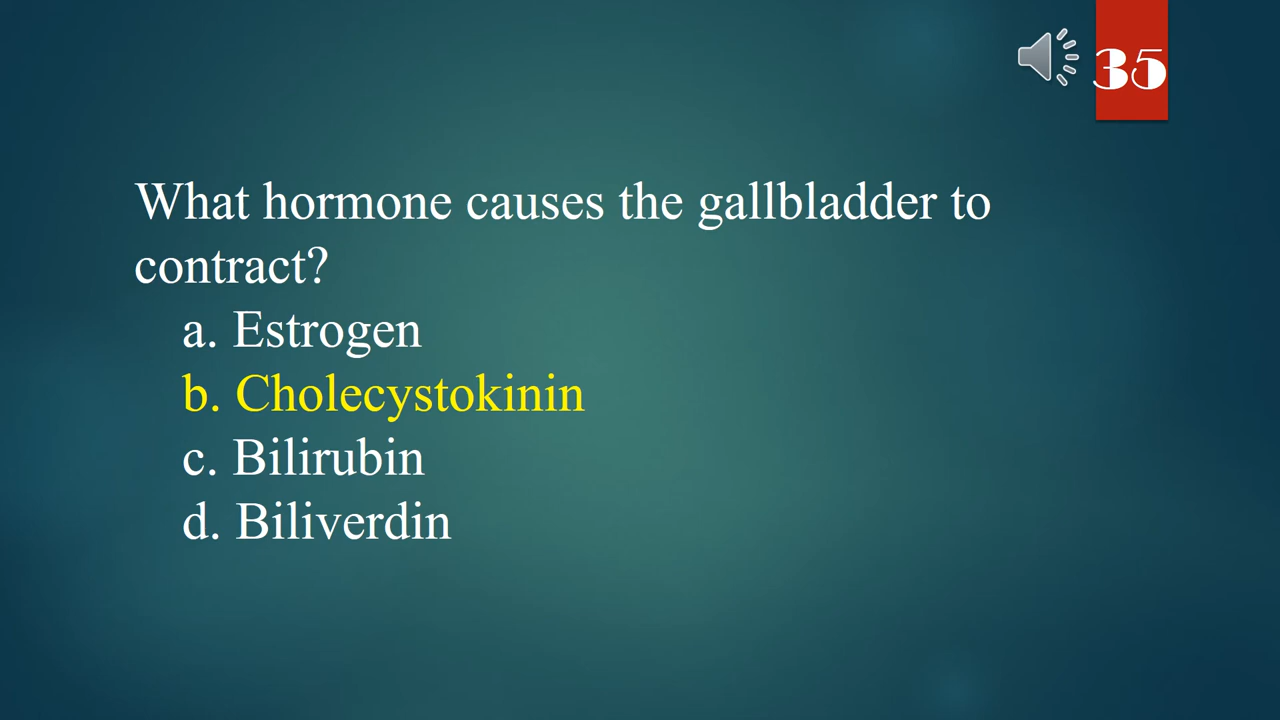 35
What hormone causes the gallbladder to
contract?
a. Estrogen
b. Cholecystokinin
c. Bilirubin
d. Biliverdin